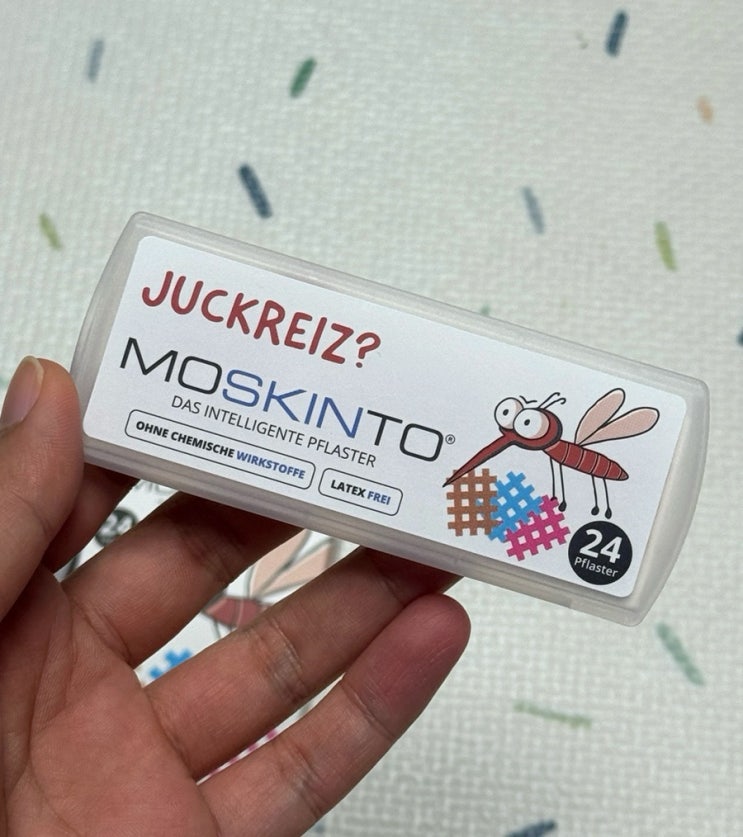 JUCKREIZ?
MOSKINTO®
DAS INTELLIGENTE PFLASTER
OHNE CHEMISCHE WIRKSTOFFE
LATEX FREI
24
Pflaster